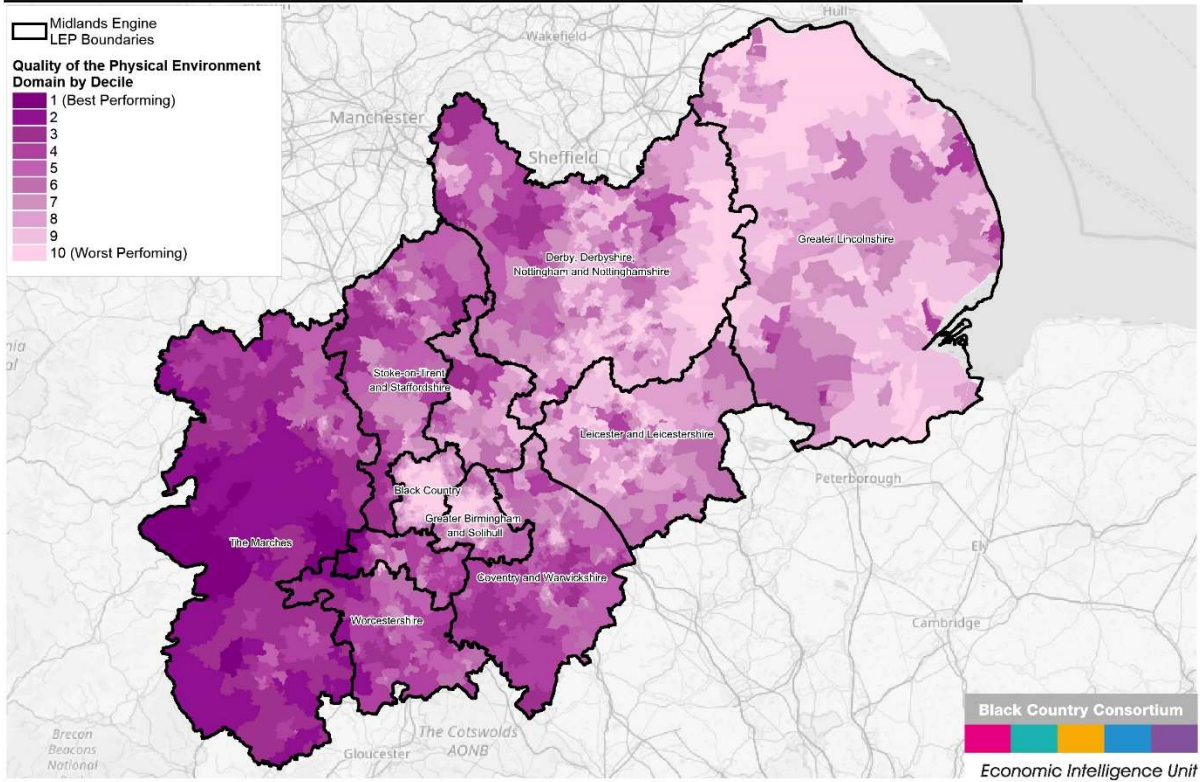 Midlands Engine
LEP Boundaries
Quality of the Physical Environment
Domain by Decile
1 (Best Performing)
2
3
4
5
6
7
8
9
10 (Worst Perfoming)
Hull
Wakefield
Manchester
Sheffield
Greater Lincolnshire
Derby, Derbyshire,
Nottingham and Nottinghamshire
Stoke-on-Trent
and Staffordshire
Leicester and Leicestershire
Peterborough
Black Country
Greater Birmingham
and Solihull
The Marches
Ely
Coventry and Warwickshire
Worcestershire
Cambridge
The Cotswolds
AONB
Gloucester
Brecon
Beacons
National
Black Country Consortium
Economic Intelligence Unit